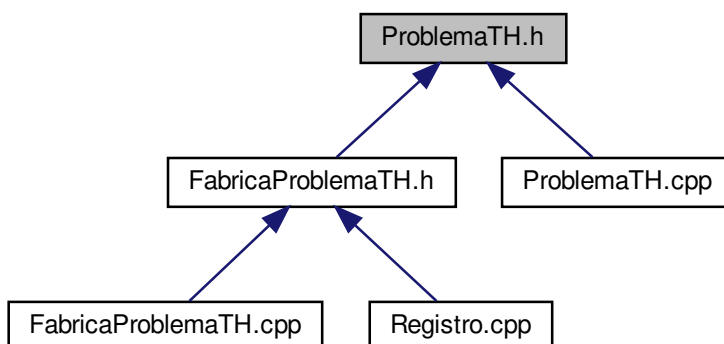 ProblemaTH.h
FabricaProblemaTH.h
ProblemaTH.cpp
FabricaProblemaTH.cpp
Registro.cpp